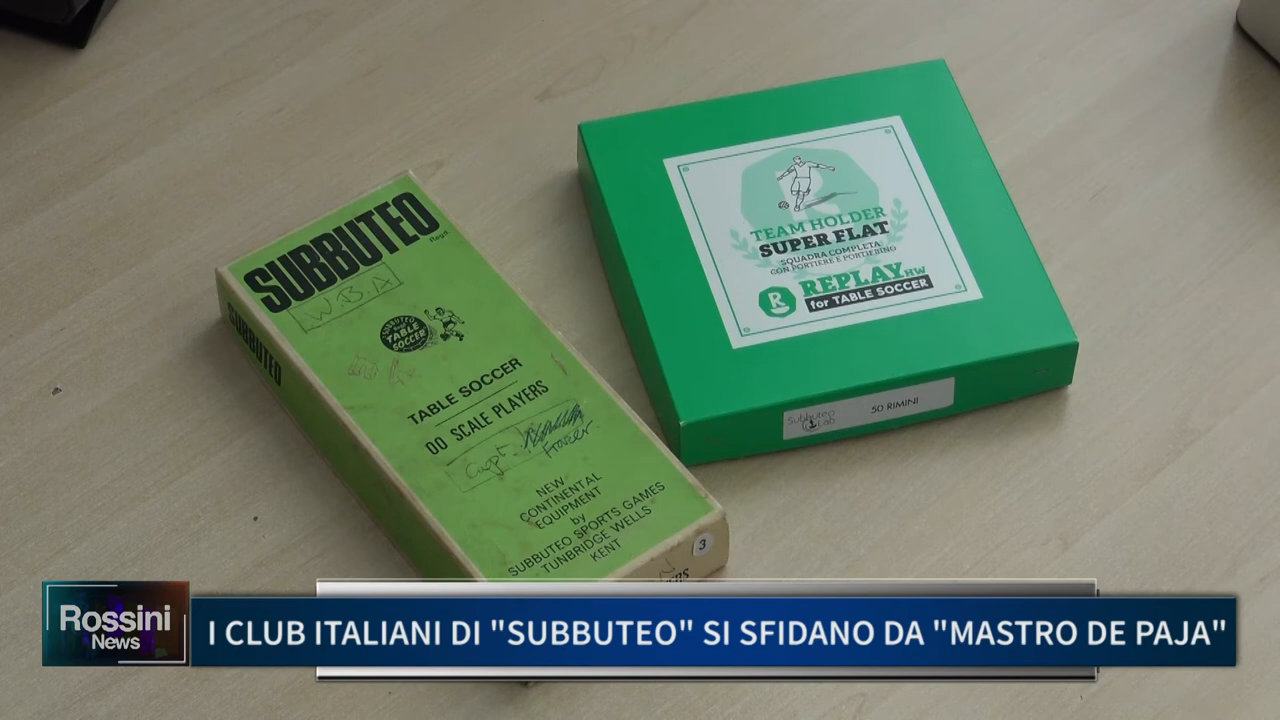 SUBBUTEO
Regd
W.B.A
SUBBUTEO
TABLE
SOCCER
TABLE SOCCER
00 SCALE PLAYERS
Capt
NEW
CONTINENTAL
EQUIPMENT
by
SUBBUTEO SPORTS GAMES
TUNBRIDGE WELLS
KENT
SUBBUTEO
3
TEAM HOLDER
SUPER FLAT
SQUADRA COMPLETA
CON PORTIERE E PORTIERINO
R
REPLAY HW
for TABLE SOCCER
Subbuteo
Lab
50 RIMINI
Rossini
News
I CLUB ITALIANI DI "SUBBUTEO" SI SFIDANO DA "MASTRO DE PAJA"